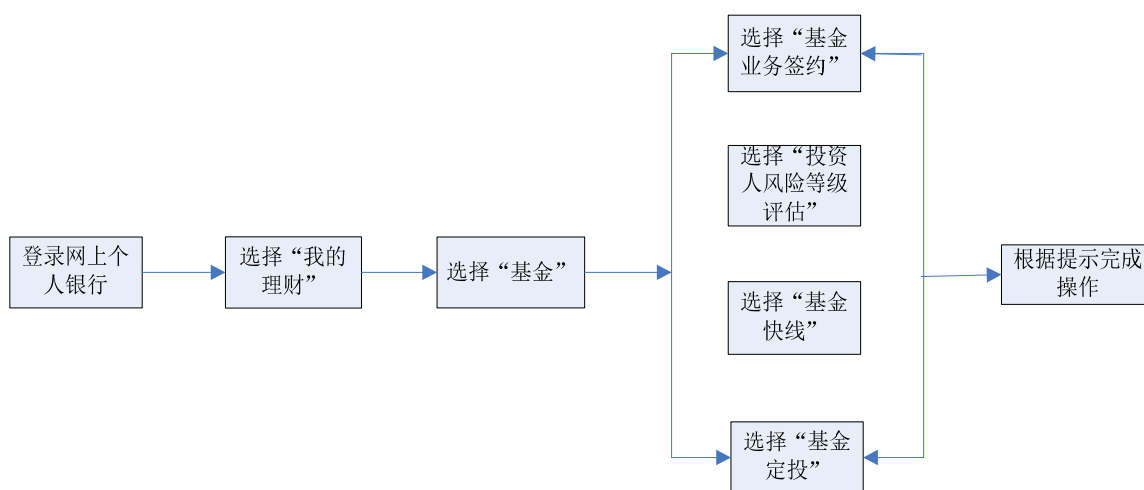 登录网上个
人银行
选择“我的
理财”
选择“基金”
选择“基金
业务签约”
选择“投资
人风险等级
评估”
选择“基金
快线”
选择“基金
定投”
根据提示完成
操作